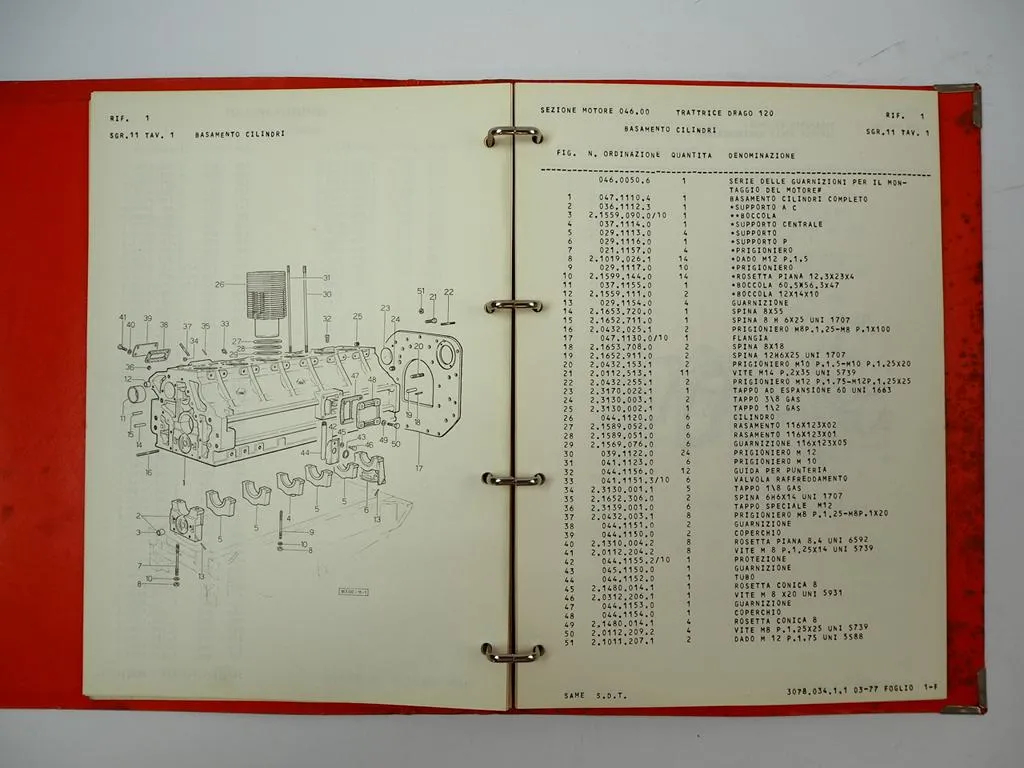 RIF. 1
SGR.11 TAV. 1 BASAMENTO CILINDRI
SEZIONE MOTORE 046.00 TRATTRICE DRAGO 120 RIF. 1
BASAMENTO CILINDRI SGR.11 TAV. 1
FIG. N. ORDINAZIONE QUANTITA DENOMINAZIONE
046.0050.6 1 SERIE DELLE GUARNIZIONI PER IL MON-
TAGGIO DEL MOTORE#
1 047.1110.4 1 BASAMENTO CILINDRI COMPLETO
2 036.1112.3 1 *SUPPORTO A C
3 2.1559.090.0/10 1 **BOCCOLA
4 037.1114.0 1 *SUPPORTO CENTRALE
5 029.1113.0 4 *SUPPORTO
6 029.1116.0 1 *SUPPORTO P
7 021.1157.0 4 *PRIGIONIERO
8 2.1019.026.1 14 *DADO M12 P.1,5
9 029.1117.0 10 *PRIGIONIERO
10 2.1599.144.0 14 *ROSETTA PIANA 12,3X23X4
11 037.1155.0 1 *BOCCOLA 60,5X56,3X47
12 2.1559.111.0 2 *BOCCOLA 12X14X10
13 029.1154.0 4 GUARNIZIONE
14 2.1653.720.0 1 SPINA 8X55
15 2.1652.711.0 1 SPINA 8 H 6X25 UNI 1707
16 2.0432.025.1 2 PRIGIONIERO M8P.1,25-M8 P.1X100
17 047.1130.0/10 1 FLANGIA
18 2.1653.708.0 2 SPINA 8X18
19 2.1652.911.0 2 SPINA 12H6X25 UNI 1707
20 2.0432.153.1 2 PRIGIONIERO M10 P.1,5-M10 P.1,25X20
21 2.0112.513.1 11 VITE M14 P.2X35 UNI 5739
22 2.0432.255.1 2 PRIGIONIERO M12 P.1,75-M12P.1,25X25
23 2.3170.022.1 1 TAPPO AD ESPANSIONE 60 UNI 1663
24 2.3130.003.1 2 TAPPO 3\8 GAS
25 2.3130.002.1 1 TAPPO 1\2 GAS
26 044.1120.0 6 CILINDRO
27 2.1589.052.0 6 RASAMENTO 116X123X02
28 2.1589.051.0 6 RASAMENTO 116X123X01
29 2.1569.076.0 6 GUARNIZIONE 116X123X05
30 039.1122.0 24 PRIGIONIERO M 12
31 041.1123.0 6 PRIGIONIERO M 10
32 044.1156.0 12 GUIDA PER PUNTERIA
33 041.1151.3/10 6 VALVOLA RAFFREDDAMENTO
34 2.3130.001.1 5 TAPPO 1\8 GAS
35 2.1652.306.0 2 SPINA 6H6X14 UNI 1707
36 2.3139.001.0 6 TAPPO SPECIALE M12
37 2.0432.003.1 8 PRIGIONIERO M8 P.1,25-M8P.1X20
38 044.1151.0 2 GUARNIZIONE
39 044.1150.0 2 COPERCHIO
40 2.1310.004.2 8 ROSETTA PIANA 8,4 UNI 6592
41 2.0112.204.2 8 VITE M 8 P.1,25X14 UNI 5739
42 044.1155.2/10 1 PROTEZIONE
43 045.1150.0 1 GUARNIZIONE
44 044.1152.0 1 TUBO
45 2.1480.014.1 1 ROSETTA CONICA 8
46 2.0312.206.1 1 VITE M 8 X20 UNI 5931
47 044.1153.0 1 GUARNIZIONE
48 044.1154.0 1 COPERCHIO
49 2.1480.014.1 4 ROSETTA CONICA 8
50 2.0112.209.2 4 VITE M8 P.1,25X25 UNI 5739
51 2.1011.207.1 2 DADO M 12 P.1,75 UNI 5588
SAME S.D.T. 3078.034.1.1 03-77 FOGLIO 1-F